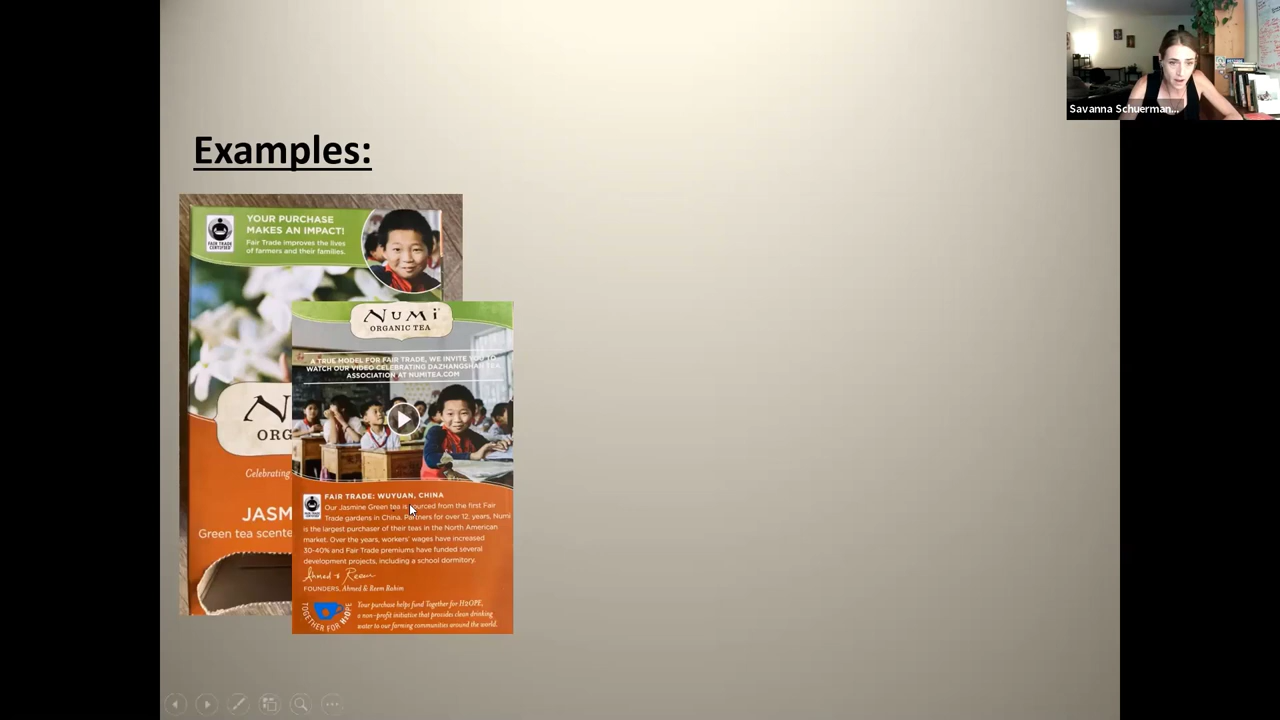 Savanna Schuerman...
Examples:
YOUR PURCHASE
MAKES AN IMPACT!
Fair Trade improves the lives
of farmers and their families.
FAIR TRADE
CERTIFIED
N
ORG
Celebrating
JASM
Green tea scente
NUMi
ORGANIC TEA
A TRUE MODEL FOR FAIR TRADE, WE INVITE YOU TO
WATCH OUR VIDEO CELEBRATING DAZHANGSHAN TEA
ASSOCIATION AT NUMITEA.COM
FAIR TRADE: WUYUAN, CHINA
Our Jasmine Green tea is sourced from the first Fair
Trade gardens in China. Partners for over 12, years, Numi
is the largest purchaser of their teas in the North American
market. Over the years, workers' wages have increased
30-40% and Fair Trade premiums have funded several
development projects, including a school dormitory.
Ahmed & Reem
FOUNDERS, Ahmed & Reem Rahim
TOGETHER FOR H2OPE
Your purchase helps fund Together for H2OPE,
a non-profit initiative that provides clean drinking
water to our farming communities around the world.